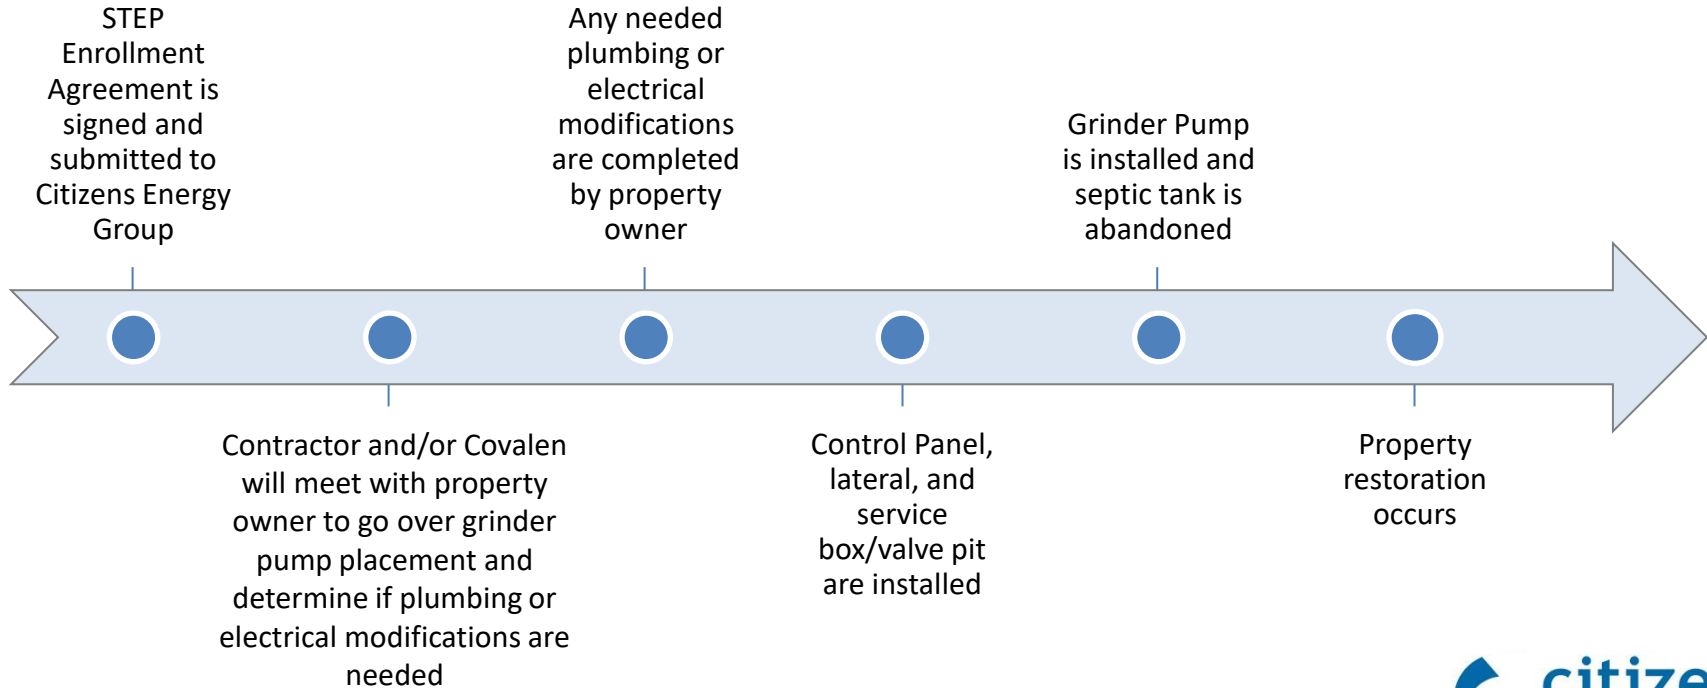 STEP
Enrollment
Agreement is
signed and
submitted to
Citizens Energy
Group
Contractor and/or Covalen
will meet with property
owner to go over grinder
pump placement and
determine if plumbing or
electrical modifications are
needed
Any needed
plumbing or
electrical
modifications
are completed
by property
owner
Control Panel,
lateral, and
service
box/valve pit
are installed
Grinder Pump
is installed and
septic tank is
abandoned
Property
restoration
occurs
citize